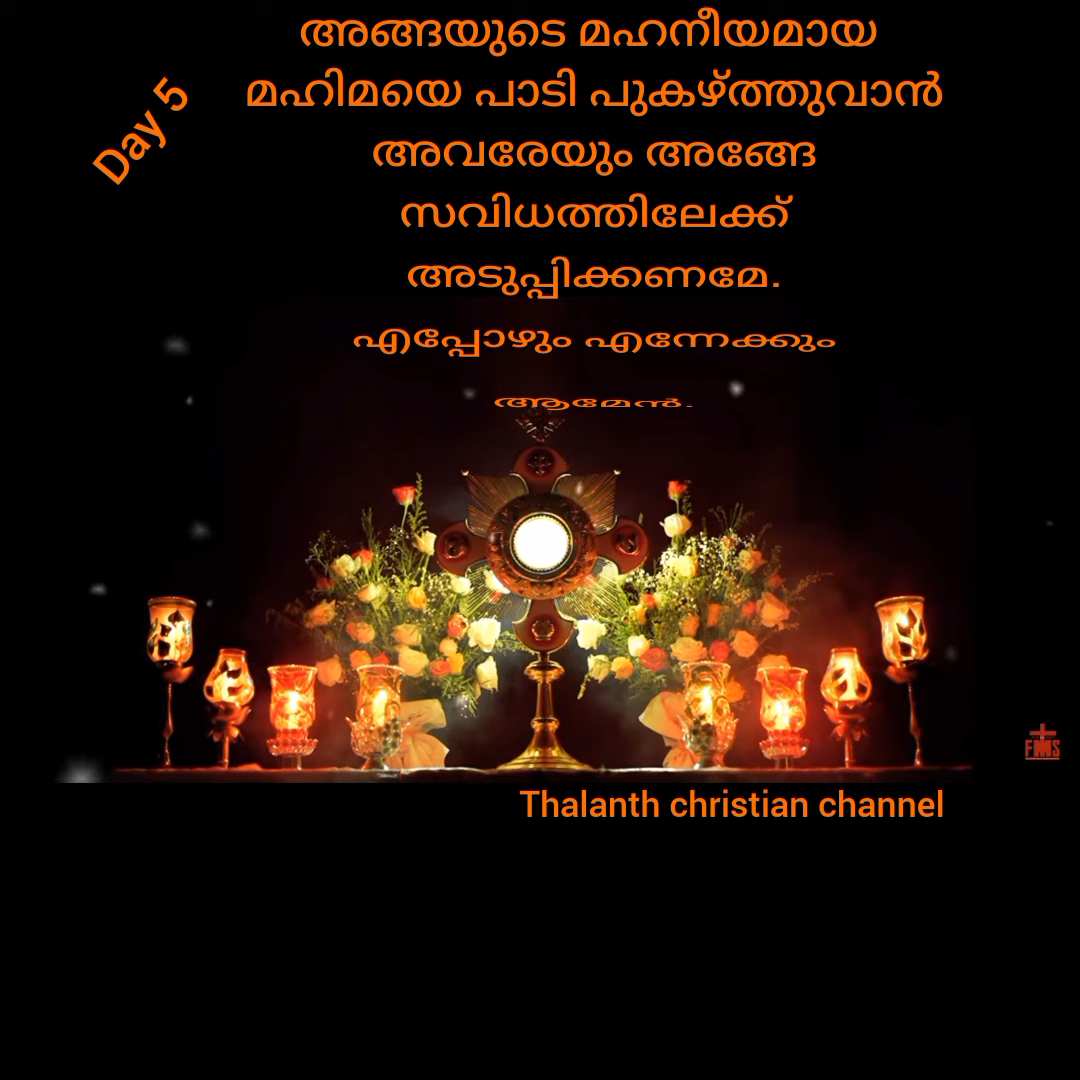 അങ്ങയുടെ മഹനീയമായ
മഹിമയെ പാടി പുകഴ്ത്തുവാൻ
അവരേയും അങ്ങേ
സവിധത്തിലേക്ക്
അടുപ്പിക്കണമേ.
എപ്പോഴും എന്നേക്കും
ആമേൻ.
Day 5
FMS
Thalanth christian channel